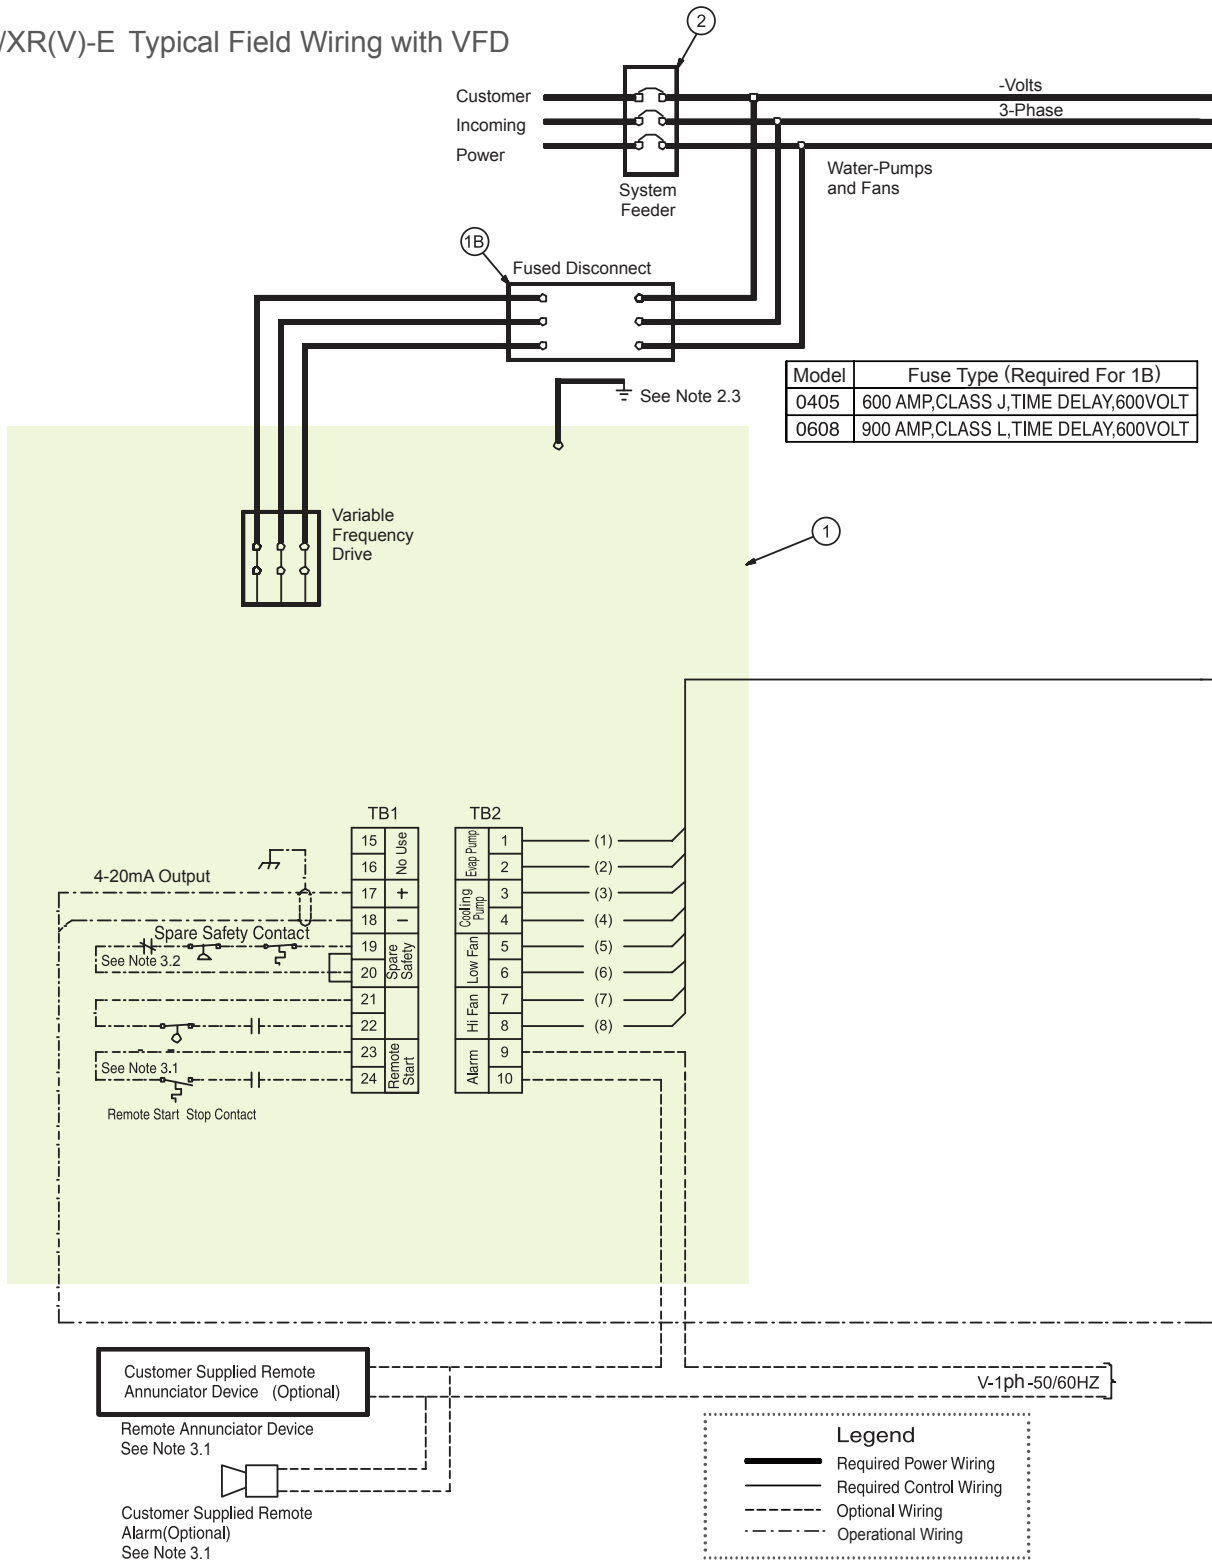 /XR(V)-E Typical Field Wiring with VFD
2
Customer
Incoming
Power
-Volts
3-Phase
System
Feeder
Water-Pumps
and Fans
1B
Fused Disconnect
See Note 2.3
Model Fuse Type (Required For 1B)
0405 600 AMP,CLASS J,TIME DELAY,600VOLT
0608 900 AMP,CLASS L,TIME DELAY,600VOLT
Variable
Frequency
Drive
1
TB1
15
16
No Use
17 +
18 −
19
20
Spare
Safety
21
22
23
24
Remote
Start
TB2
Evap Pump
1 (1)
2 (2)
Cooling
Pump
3 (3)
4 (4)
Low Fan
5 (5)
6 (6)
Hi Fan
7 (7)
8 (8)
Alarm
9
10
4-20mA Output
Spare Safety Contact
See Note 3.2
See Note 3.1
Remote Start Stop Contact
Customer Supplied Remote
Annunciator Device (Optional)
Remote Annunciator Device
See Note 3.1
Customer Supplied Remote
Alarm(Optional)
See Note 3.1
V-1ph-50/60HZ
Legend
Required Power Wiring
Required Control Wiring
Optional Wiring
Operational Wiring